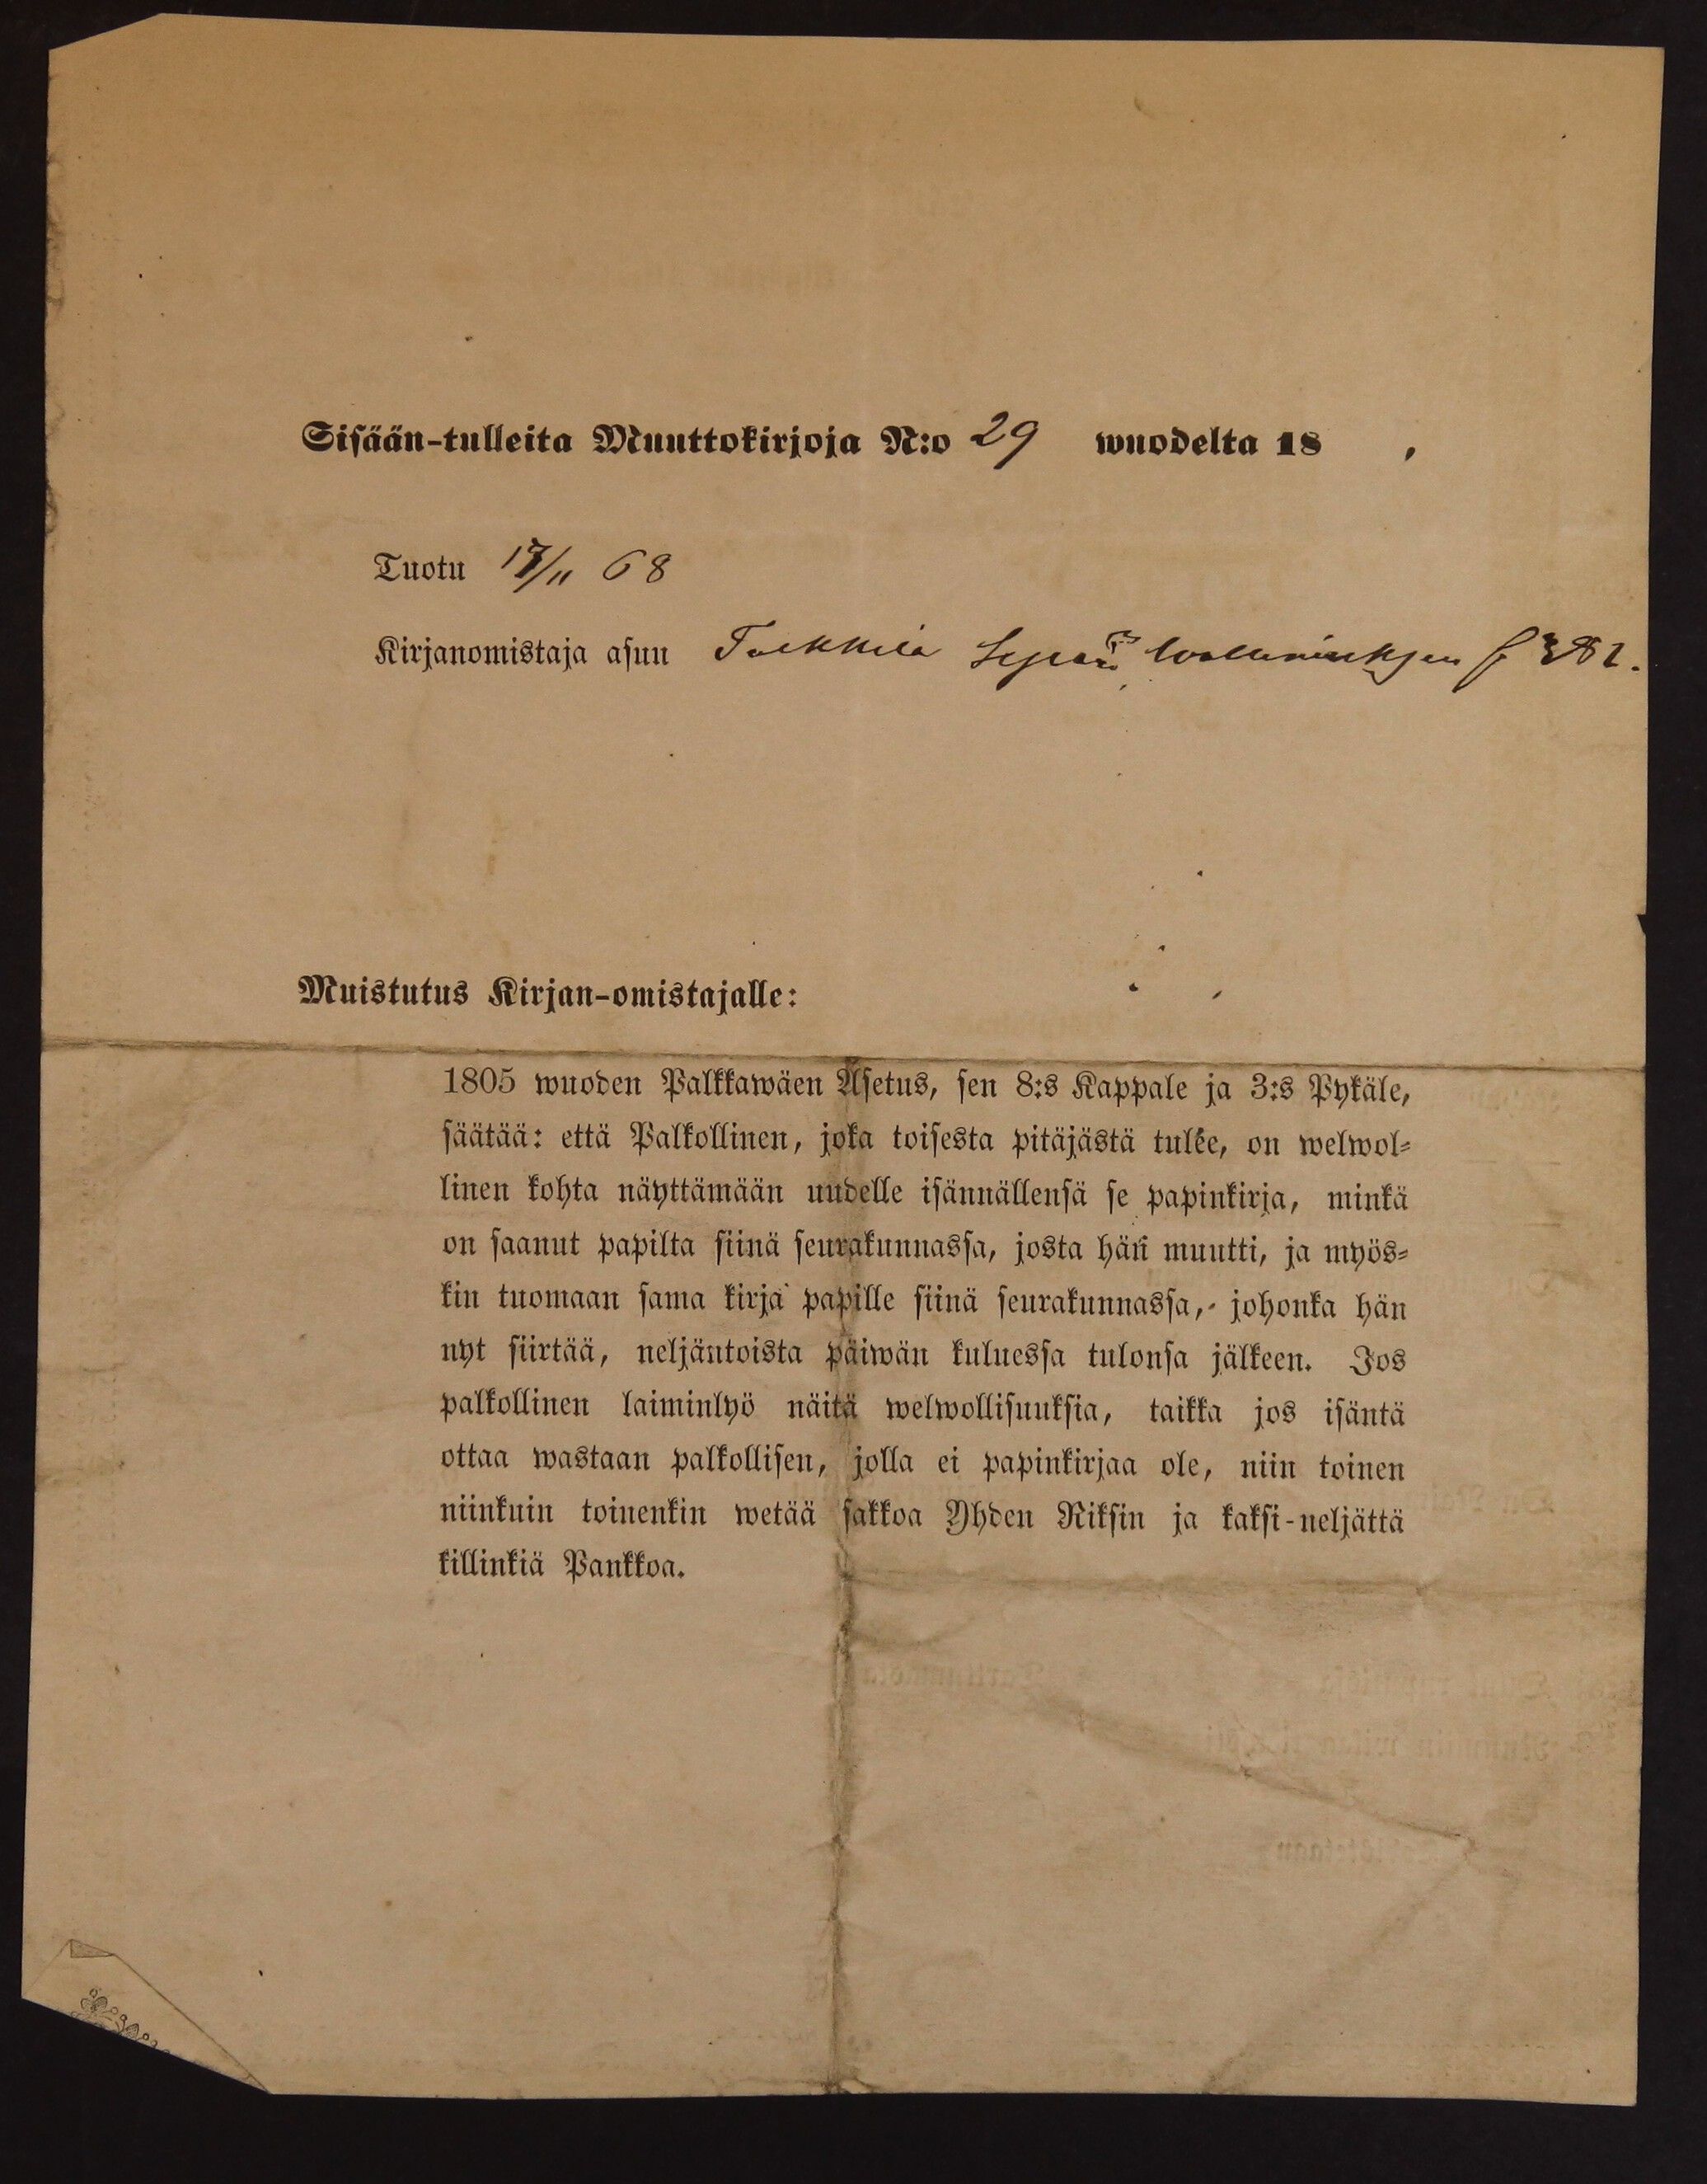 Sisään-tulleita Muuttokirjoja N:o 29 wuodelta 18 ,
Tuotu 17/11 68
Kirjanomistaja asuu
Muistutus Kirjan-omistajalle:
1805 wuoden Palkkawäen Asetus, sen 8:s Kappale ja 3:s Pykäle,
säätää: että Palkollinen, joka toisesta pitäjästä tulee, on welwol-
linen kohta näyttämään uudelle isännällensä se papinkirja, minkä
on saanut papilta siinä seurakunnassa, josta hän muutti, ja myös-
kin tuomaan sama kirja papille siinä seurakunnassa, johonka hän
nyt siirtää, neljäntoista päiwän kuluessa tulonsa jälkeen. Jos
palkollinen laiminlyö näitä welwollisuuksia, taikka jos isäntä
ottaa wastaan palkollisen, jolla ei papinkirjaa ole, niin toinen
niinkuin toinenkin wetää sakkoa Yhden Riksin ja kaksi-neljättä
killinkiä Pankkoa.